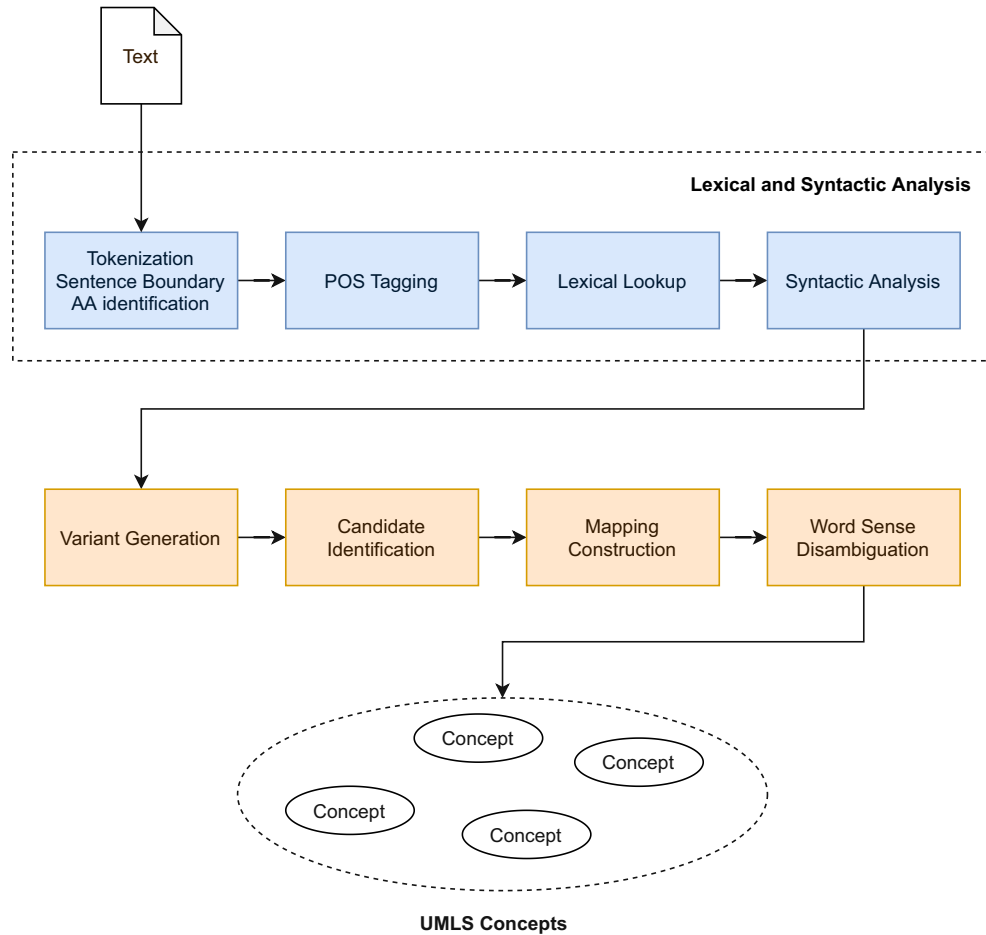 Text
Lexical and Syntactic Analysis
Tokenization
Sentence Boundary
AA identification
POS Tagging
Lexical Lookup
Syntactic Analysis
Variant Generation
Candidate
Identification
Mapping
Construction
Word Sense
Disambiguation
Concept
Concept
Concept
Concept
UMLS Concepts